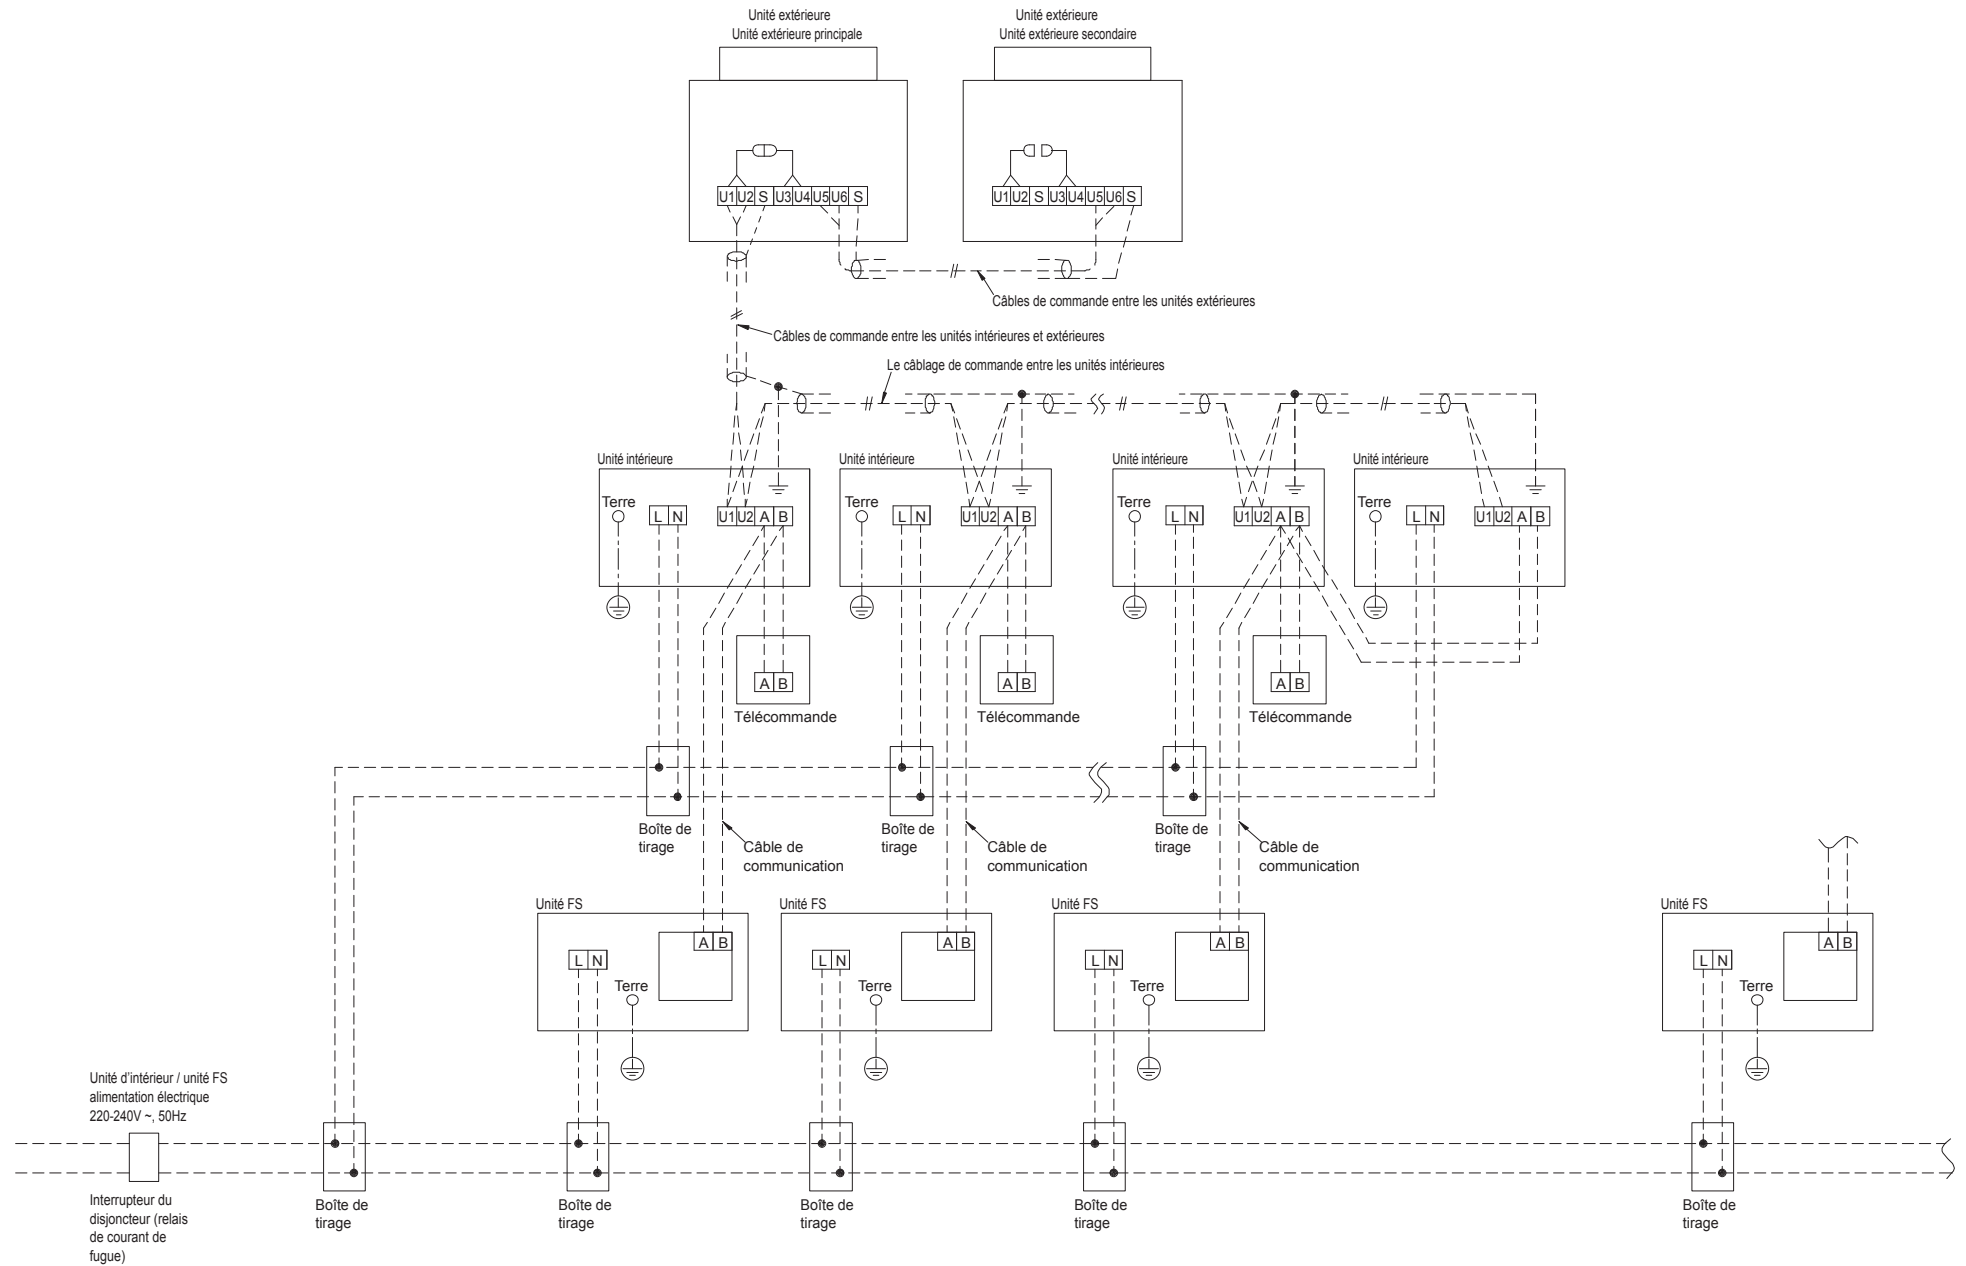 Unité extérieure
Unité extérieure principale
Unité extérieure
Unité extérieure secondaire
U1 U2 S U3 U4 U5 U6 S
U1 U2 S U3 U4 U5 U6 S
Câbles de commande entre les unités extérieures
Câbles de commande entre les unités intérieures et extérieures
Le câblage de commande entre les unités intérieures
Unité intérieure
Unité intérieure
Unité intérieure
Unité intérieure
Terre
L N
U1 U2 A B
Terre
L N
U1 U2 A B
Terre
L N
U1 U2 A B
Terre
L N
U1 U2 A B
A B
Télécommande
A B
Télécommande
A B
Télécommande
Boîte de
tirage
Câble de
communication
Boîte de
tirage
Câble de
communication
Boîte de
tirage
Câble de
communication
Unité FS
A B
L N
Terre
Unité FS
A B
L N
Terre
Unité FS
A B
L N
Terre
Unité FS
A B
L N
Terre
Unité d'intérieur / unité FS
alimentation électrique
220-240V ~, 50Hz
Interrupteur du
disjoncteur (relais
de courant de
fugue)
Boîte de
tirage
Boîte de
tirage
Boîte de
tirage
Boîte de
tirage
Boîte de
tirage